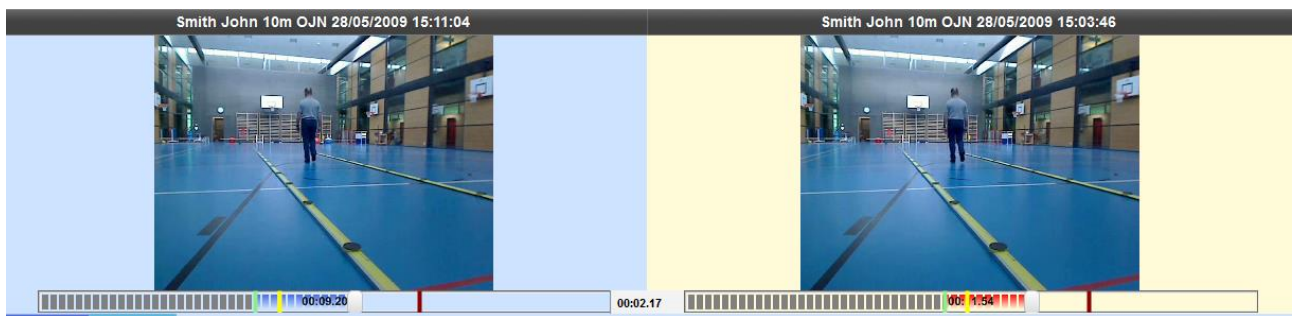 Smith John 10m OJN 28/05/2009 15:11:04
Smith John 10m OJN 28/05/2009 15:03:46
00:09.20
00:02.17